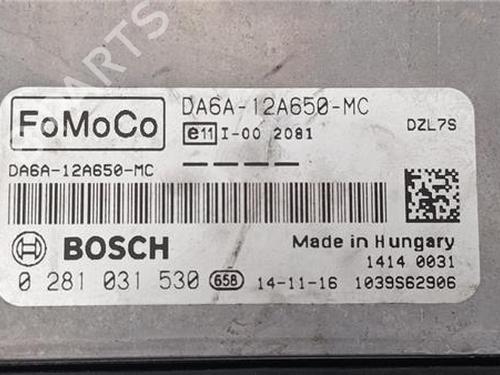 FoMoCo
DA6A-12A650-MC
e11 I-00 2081
DZL7S
DA6A-12A650-MC
BOSCH
Made in Hungary
1414 0031
0 281 031 530 658 14-11-16 1039S62906